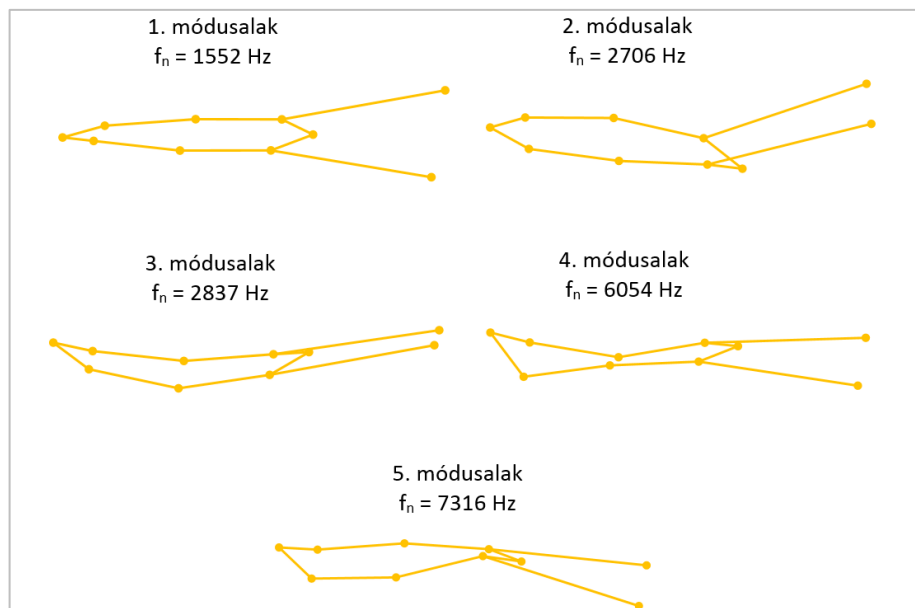 1. módusalak
fₙ = 1552 Hz
2. módusalak
fₙ = 2706 Hz
3. módusalak
fₙ = 2837 Hz
4. módusalak
fₙ = 6054 Hz
5. módusalak
fₙ = 7316 Hz